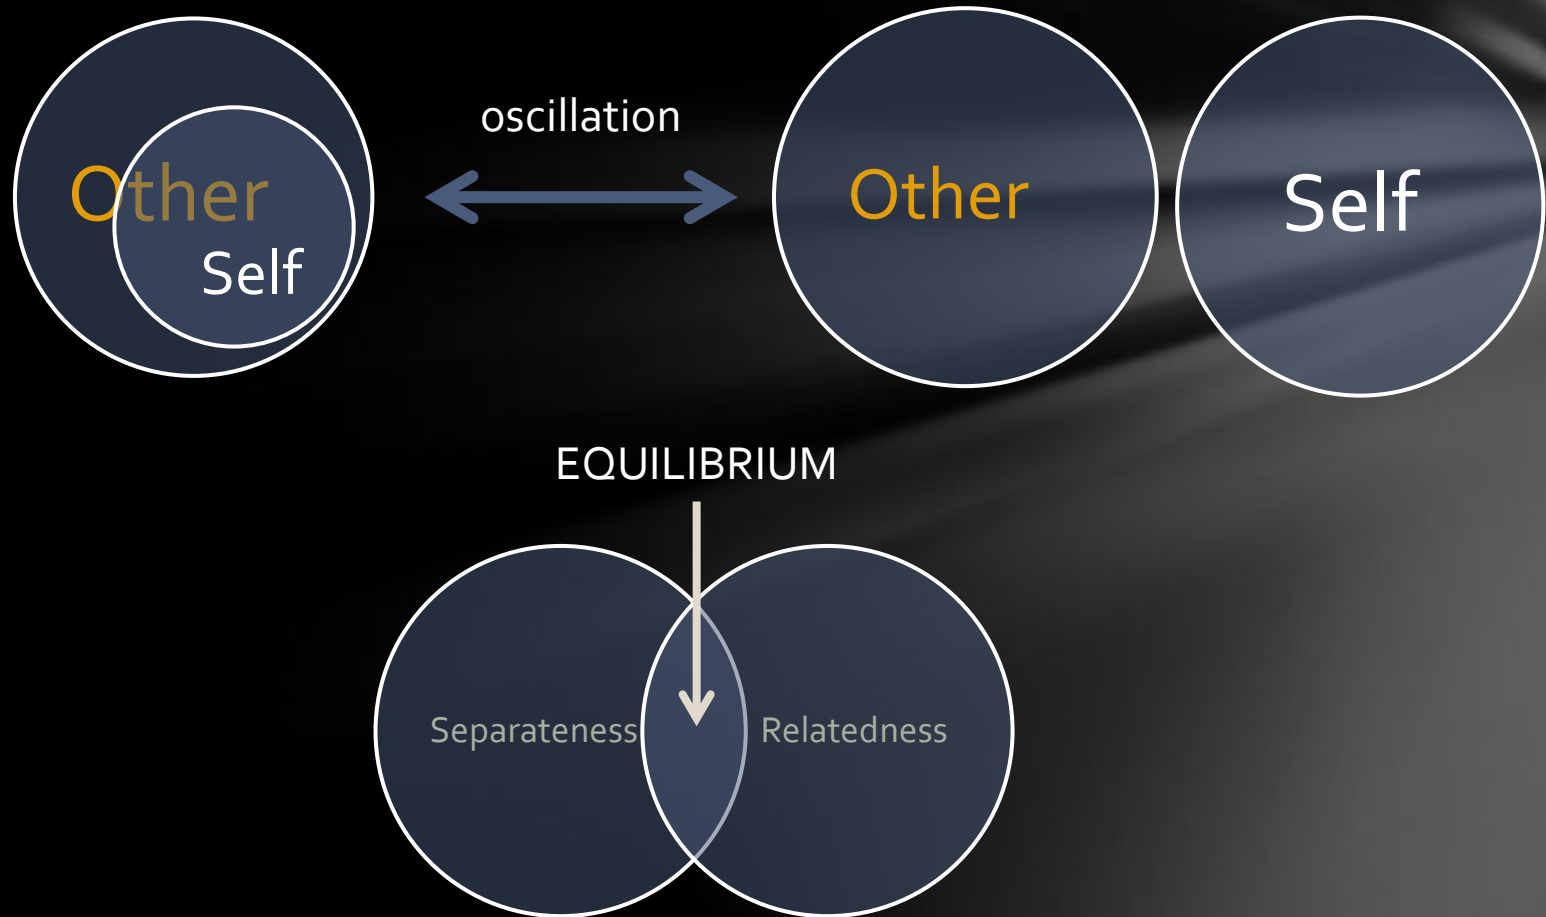 Other
Self
oscillation
Other
Self
EQUILIBRIUM
Separateness
Relatedness